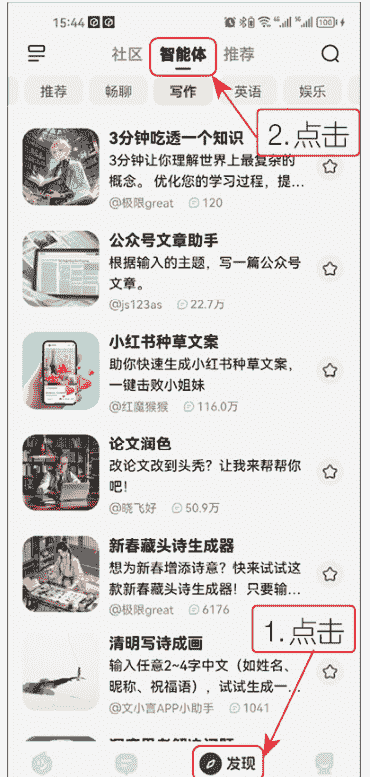 15:44
100
社区 智能体 推荐
推荐 畅聊 写作 英语 娱乐
2.点击
3分钟吃透一个知识
3分钟让你理解世界上最复杂的
概念。 优化您的学习过程，提...
@极限great 120
公众号文章助手
根据输入的主题，写一篇公众号
文章。
@js123as 22.7万
小红书种草文案
助你快速生成小红书种草文案，
一键击败小姐妹
@红魔猴猴 116.0万
论文润色
改论文改到头秃？让我来帮帮你
吧！
@晓飞好 50.9万
新春藏头诗生成器
想为新春增添诗意？快来试试这
款新春藏头诗生成器！只要输...
@极限great 6176
1.点击
清明写诗成画
输入任意2~4字中文（如姓名、
昵称、祝福语），试试生成一...
@文小言APP小助手 1041
发现